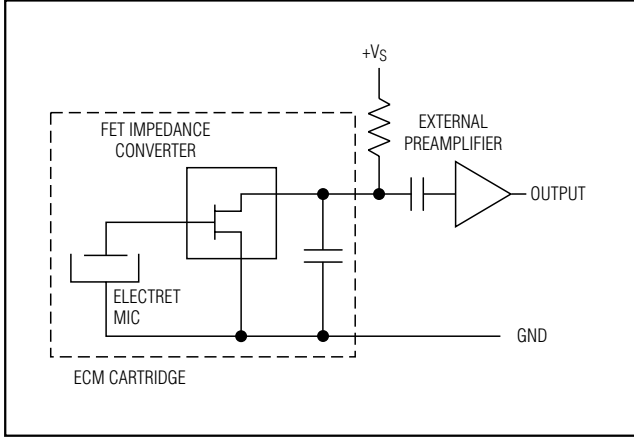 +VS
FET IMPEDANCE
CONVERTER
EXTERNAL
PREAMPLIFIER
OUTPUT
ELECTRET
MIC
GND
ECM CARTRIDGE